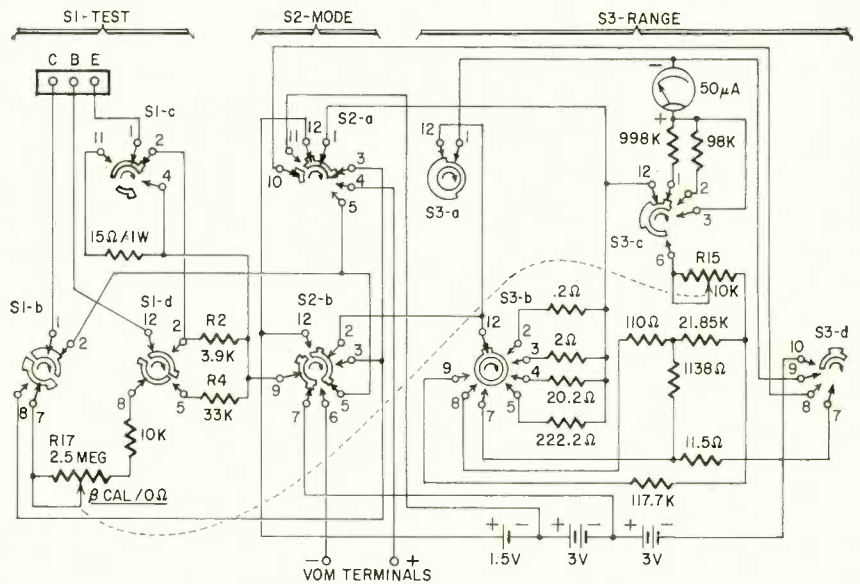 S1-TEST
S2-MODE
S3-RANGE
C B E
S1-c
11
1
2
4
15Ω/1W
S2-a
11
12
1
10
3
4
5
12
1
S3-a
−
50µA
+
998K
98K
12
1
2
3
S3-c
6
R15
10K
S1-b
1
2
8
7
S1-d
12
2
8
5
R2
3.9K
R4
33K
10K
R17
2.5 MEG
β CAL/0Ω
S2-b
12
2
3
9
5
7
6
S3-b
12
2
3
4
5
9
8
7
.2Ω
2Ω
20.2Ω
222.2Ω
110Ω
21.85K
1138Ω
11.5Ω
117.7K
S3-d
10
9
8
7
+ −
1.5V
+ −
3V
+ −
3V
− +
VOM TERMINALS